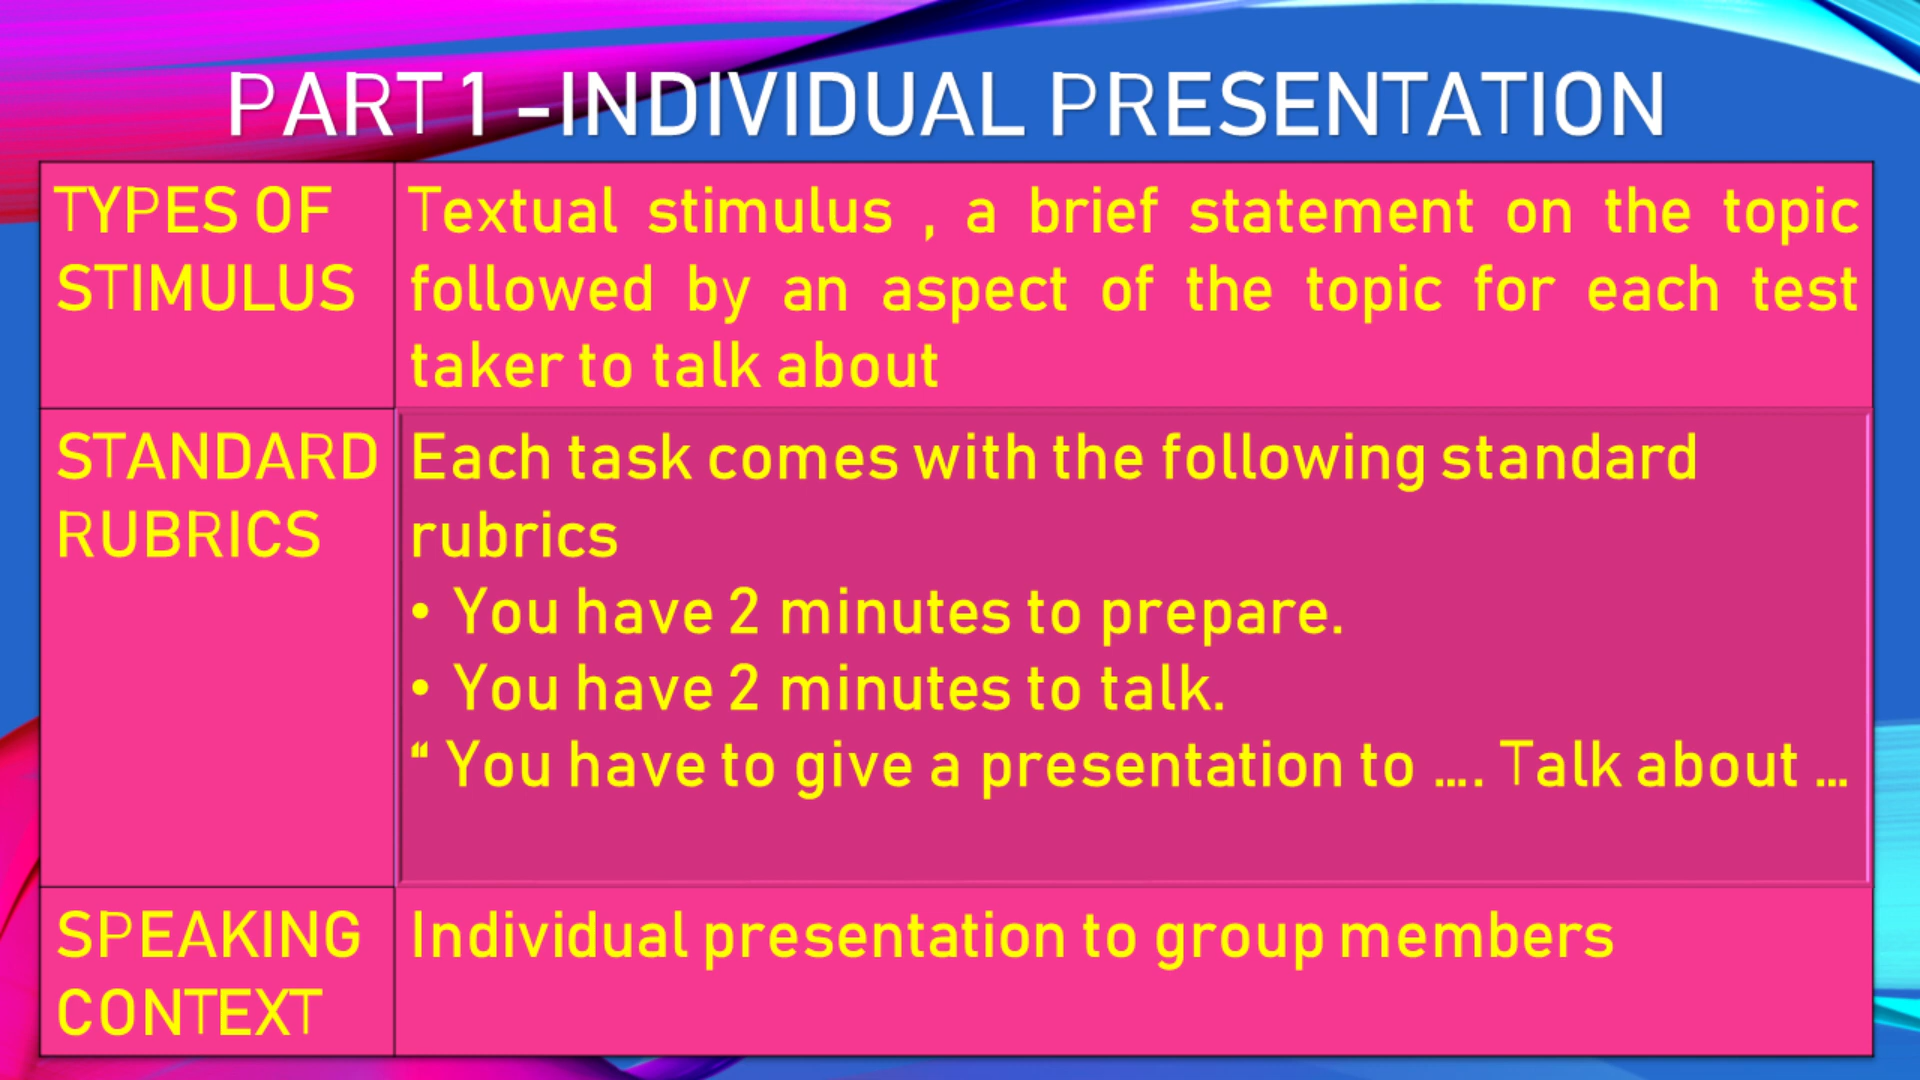 PART 1 -INDIVIDUAL PRESENTATION
TYPES OF
STIMULUS
Textual stimulus , a brief statement on the topic
followed by an aspect of the topic for each test
taker to talk about
STANDARD
RUBRICS
Each task comes with the following standard
rubrics
• You have 2 minutes to prepare.
• You have 2 minutes to talk.
“ You have to give a presentation to .... Talk about ...
SPEAKING
CONTEXT
Individual presentation to group members